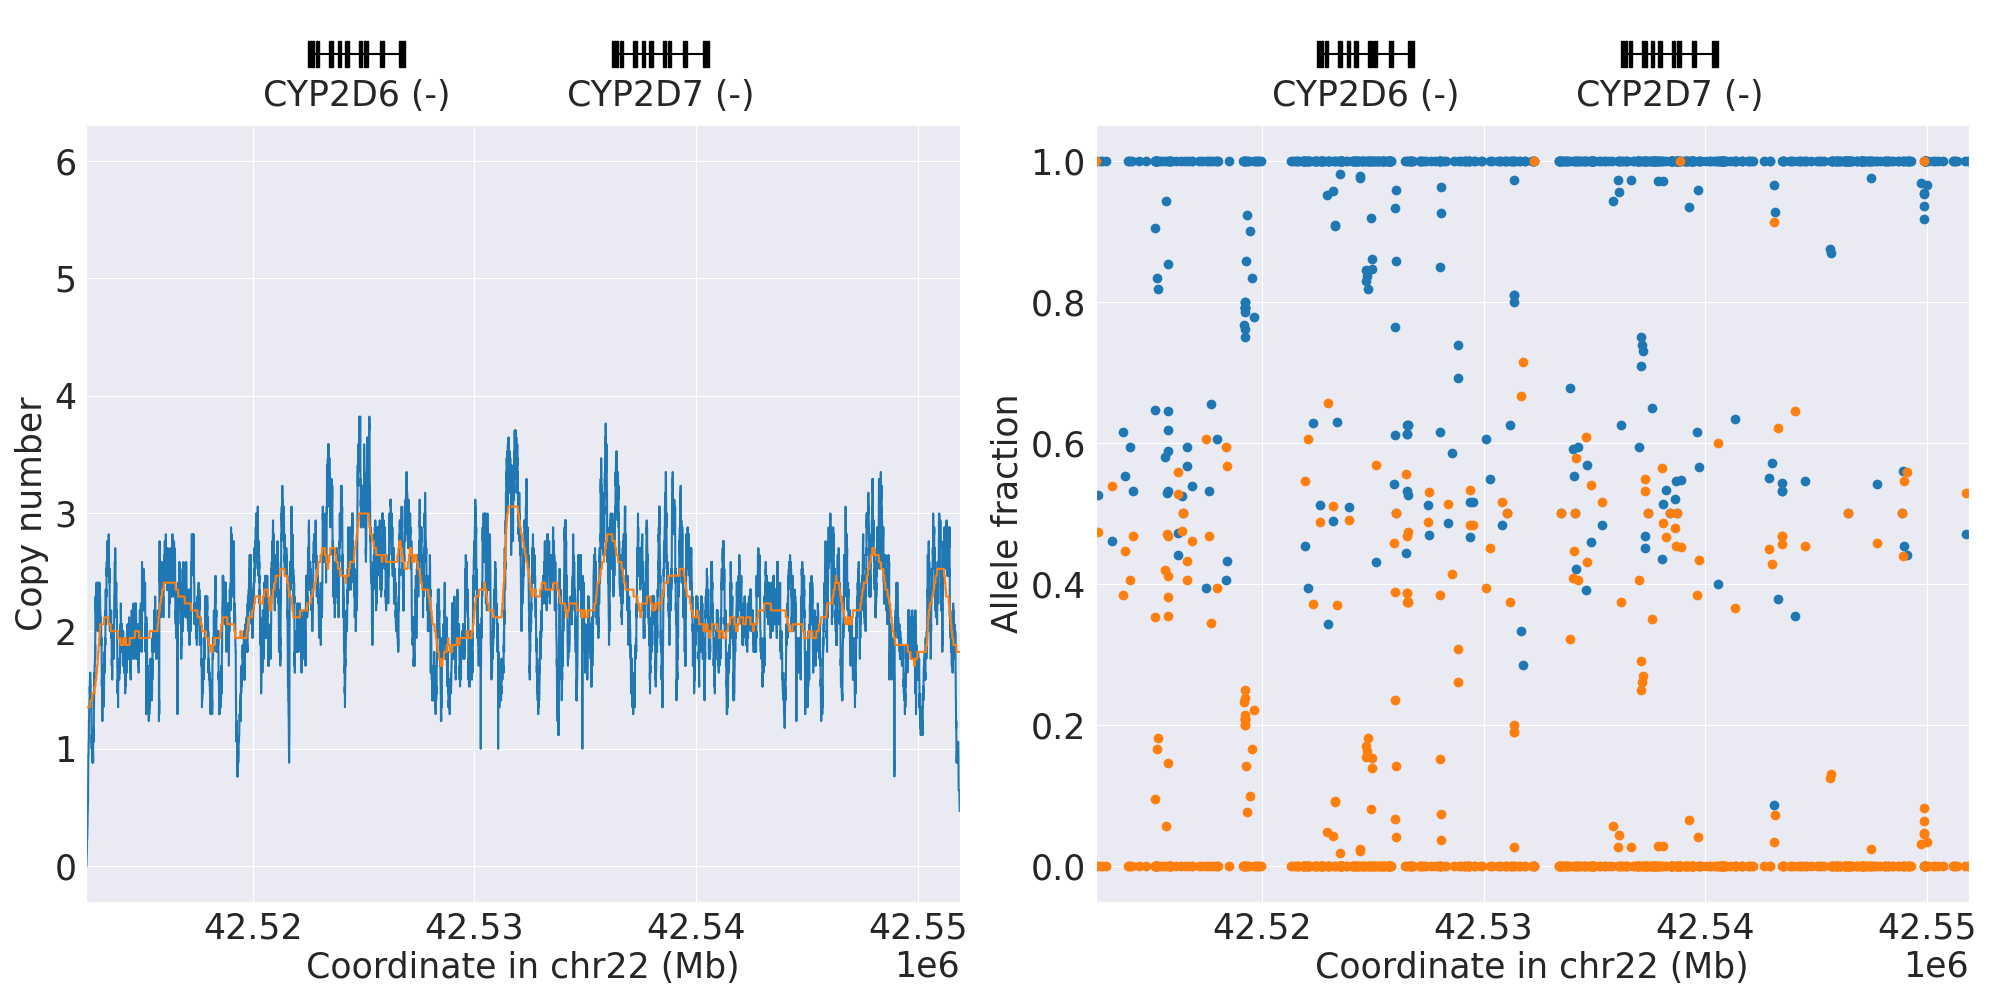 CYP2D6 (-)
CYP2D7 (-)
6
5
4
3
2
1
0
Copy number
42.52
42.53
42.54
42.55
Coordinate in chr22 (Mb)
1e6
CYP2D6 (-)
CYP2D7 (-)
1.0
0.8
0.6
0.4
0.2
0.0
Allele fraction
42.52
42.53
42.54
42.55
Coordinate in chr22 (Mb)
1e6